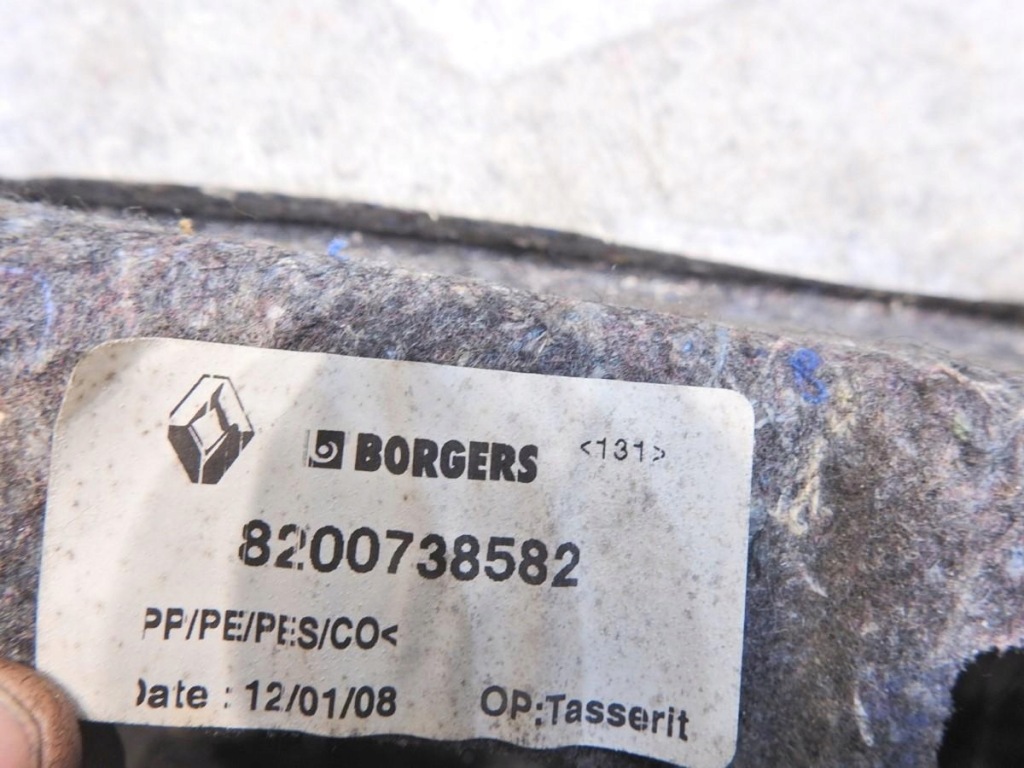 BORGERS <131>
8200738582
PP/PE/PES/CO<
Date : 12/01/08 OP:Tasserit